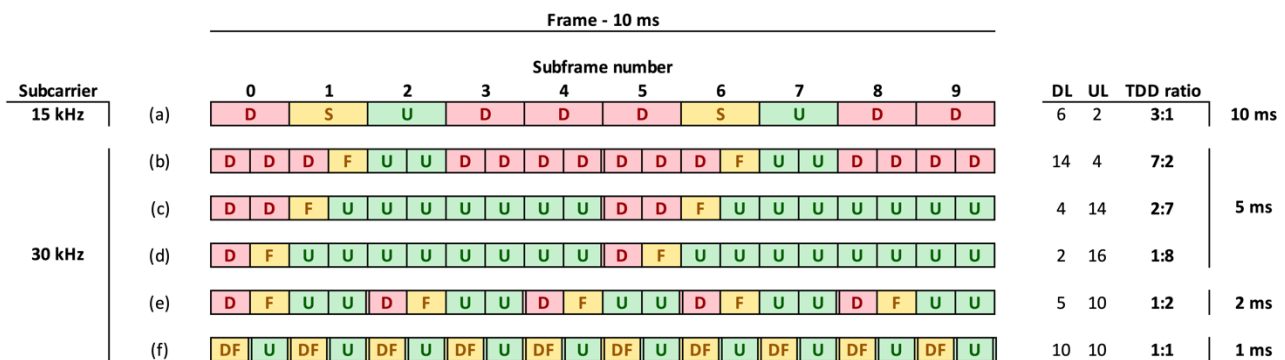 Frame - 10 ms
Subframe number
Subcarrier 0 1 2 3 4 5 6 7 8 9 DL UL TDD ratio
15 kHz (a) D S U D D D S U D D 6 2 3:1 10 ms
(b) D D D F U U D D D D D D D F U U D D D D 14 4 7:2
(c) D D F U U U U U U U D D F U U U U U U U 4 14 2:7 5 ms
30 kHz (d) D F U U U U U U U U D F U U U U U U U U 2 16 1:8
(e) D F U U D F U U D F U U D F U U D F U U 5 10 1:2 2 ms
(f) DF U DF U DF U DF U DF U DF U DF U DF U DF U DF U 10 10 1:1 1 ms